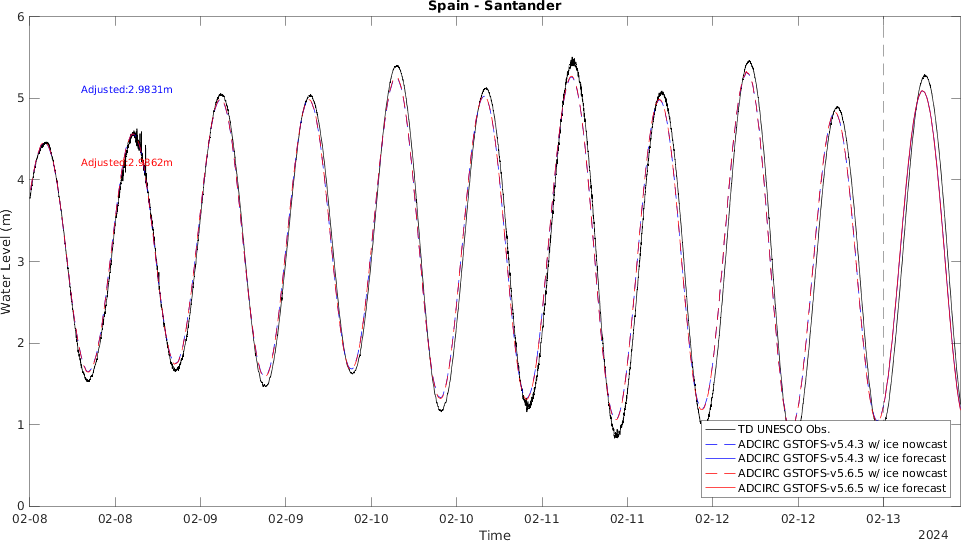 Spain - Santander
6
5
4
3
2
1
0
Water Level (m)
Adjusted:2.9831m
Adjusted:2.9362m
TD UNESCO Obs.
ADCIRC GSTOFS-v5.4.3 w/ ice nowcast
ADCIRC GSTOFS-v5.4.3 w/ ice forecast
ADCIRC GSTOFS-v5.6.5 w/ ice nowcast
ADCIRC GSTOFS-v5.6.5 w/ ice forecast
02-08 02-08 02-09 02-09 02-10 02-10 02-11 02-11 02-12 02-12 02-13
Time
2024